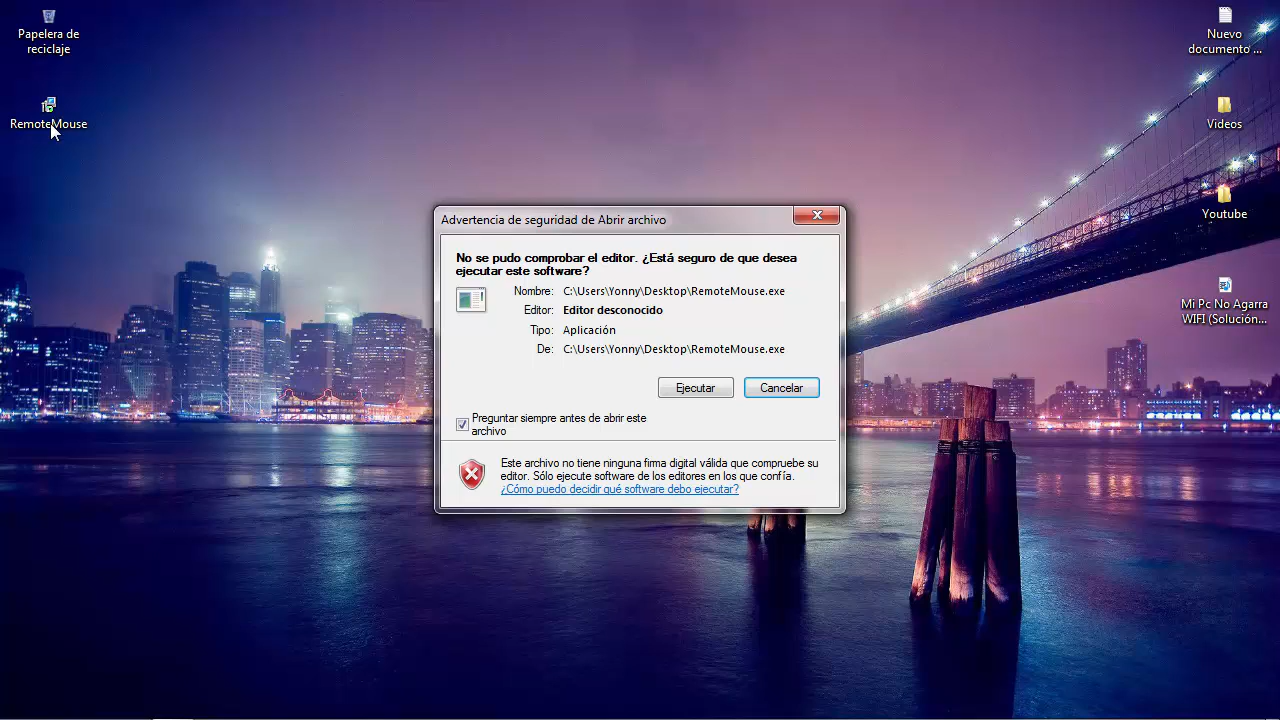 Papelera de
reciclaje
RemoteMouse
Nuevo
documento ...
Videos
Youtube
Mi Pc No Agarra
WIFI (Solución...
Advertencia de seguridad de Abrir archivo
No se pudo comprobar el editor. ¿Está seguro de que desea
ejecutar este software?
Nombre: C:\Users\Yonny\Desktop\RemoteMouse.exe
Editor: Editor desconocido
Tipo: Aplicación
De: C:\Users\Yonny\Desktop\RemoteMouse.exe
Ejecutar Cancelar
Preguntar siempre antes de abrir este
archivo
Este archivo no tiene ninguna firma digital válida que compruebe su
editor. Sólo ejecute software de los editores en los que confía.
¿Cómo puedo decidir qué software debo ejecutar?